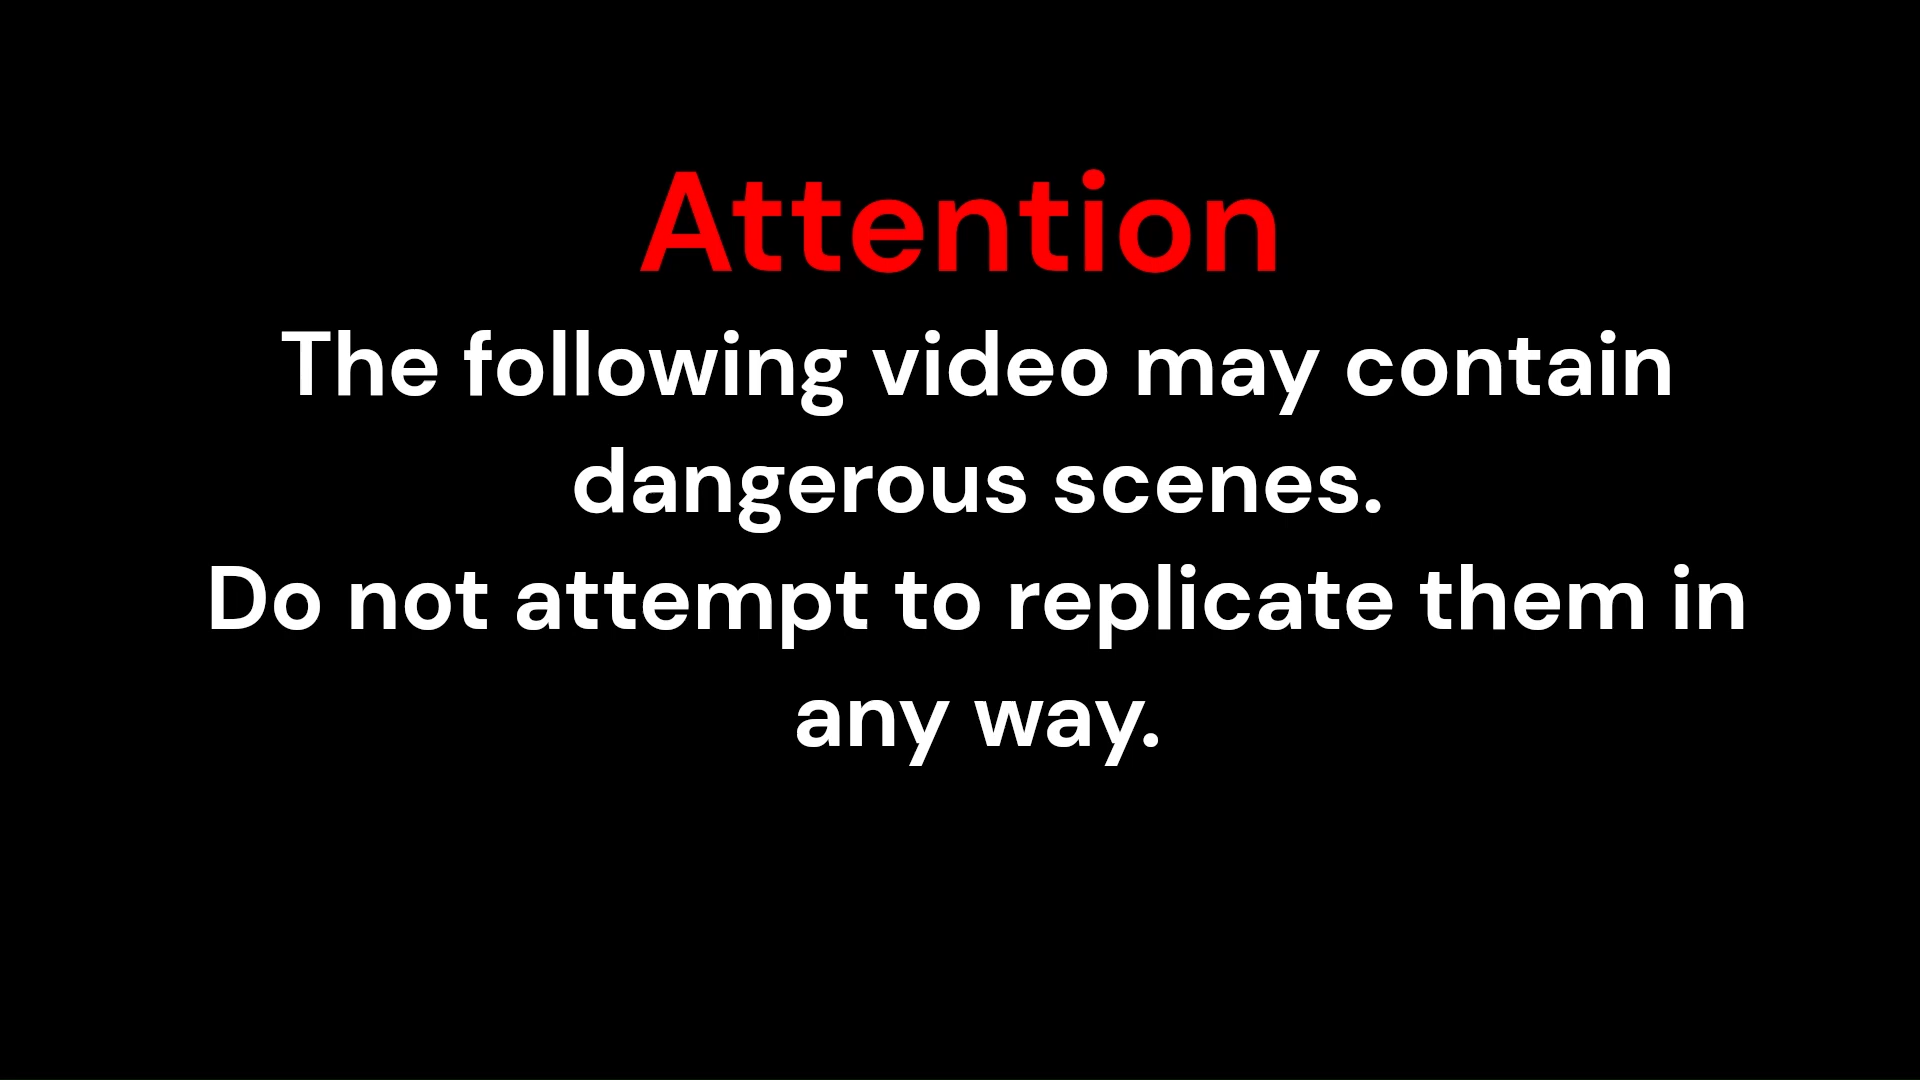 Attention
The following video may contain
dangerous scenes.
Do not attempt to replicate them in
any way.